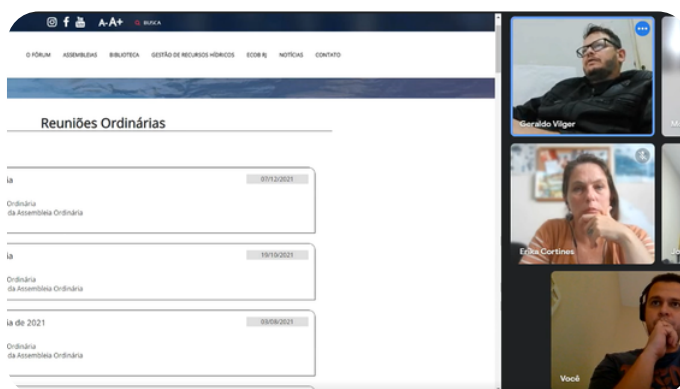 A- A+ BUSCA
O FÓRUM ASSEMBLEIAS BIBLIOTECA GESTÃO DE RECURSOS HÍDRICOS ECOB RJ NOTÍCIAS CONTATO
Reuniões Ordinárias
ia 07/12/2021
Ordinária
da Assembleia Ordinária
ia 19/10/2021
Ordinária
da Assembleia Ordinária
ia de 2021 03/08/2021
Ordinária
da Assembleia Ordinária
Geraldo Vilger
M
Erika Cortines
Jo
Você